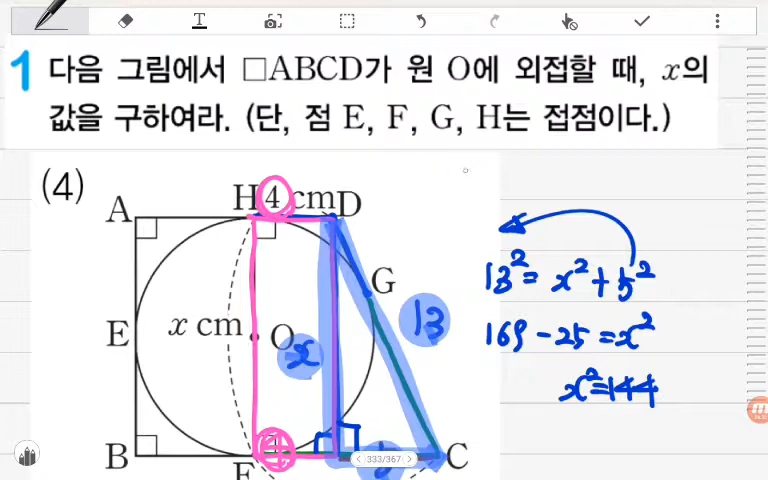 T
1 다음 그림에서 □ABCD가 원 O에 외접할 때, x의
값을 구하여라. (단, 점 E, F, G, H는 접점이다.)
(4)
A H 4 cm D
G
E x cm O x 13
B F 4 5 C
13² = x² + 5²
169 - 25 = x²
x² = 144
333/367